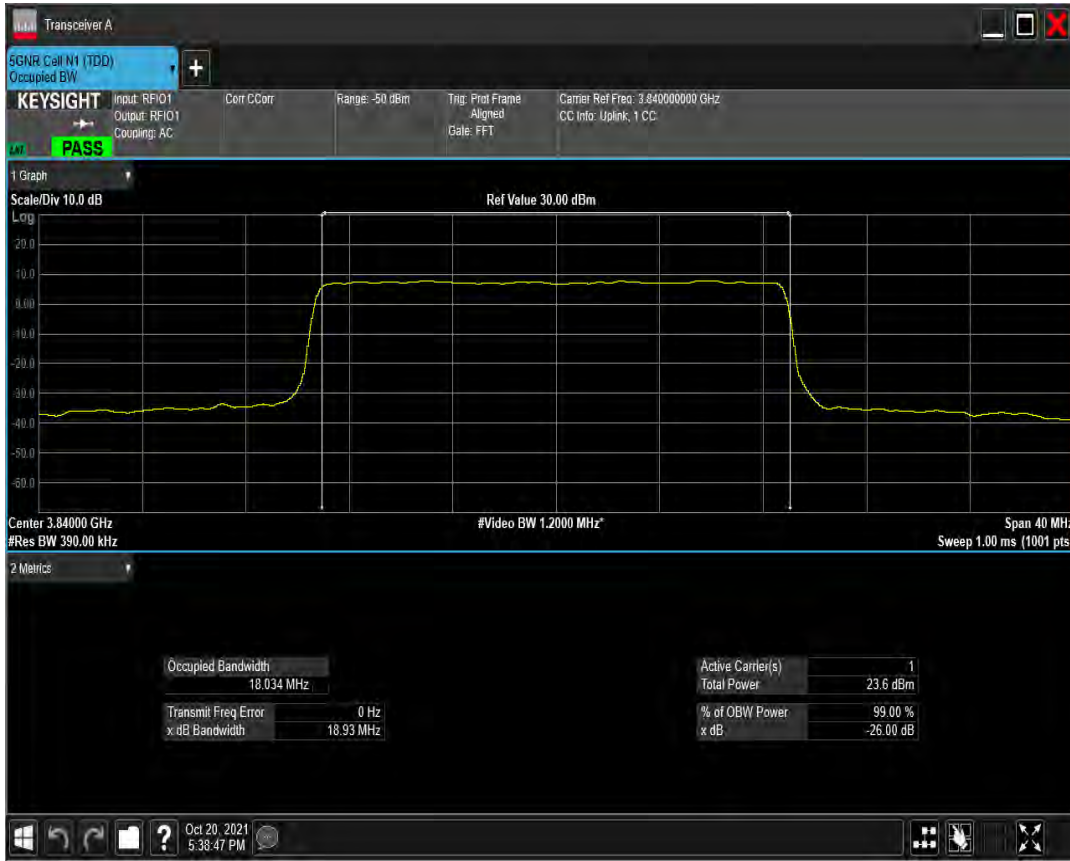 Transceiver A
5GNR Cell N1 (TDD)
Occupied BW
+
KEYSIGHT
Input: RFIO1
Output: RFIO1
Coupling: AC
PASS
Corr CCorr
Range: -50 dBm
Trig: Prot Frame
Aligned
Gate: FFT
Carrier Ref Freq: 3.840000000 GHz
CC Info: Uplink, 1 CC
1 Graph
Scale/Div 10.0 dB
Ref Value 30.00 dBm
Log
20.0
10.0
0.00
-10.0
-20.0
-30.0
-40.0
-50.0
-60.0
Center 3.84000 GHz
#Video BW 1.2000 MHz*
Span 40 MHz
#Res BW 390.00 kHz
Sweep 1.00 ms (1001 pts
2 Metrics
Occupied Bandwidth
18.034 MHz
Transmit Freq Error 0 Hz
x dB Bandwidth 18.93 MHz
Active Carrier(s) 1
Total Power 23.6 dBm
% of OBW Power 99.00 %
x dB -26.00 dB
?
Oct 20, 2021
5:38:47 PM